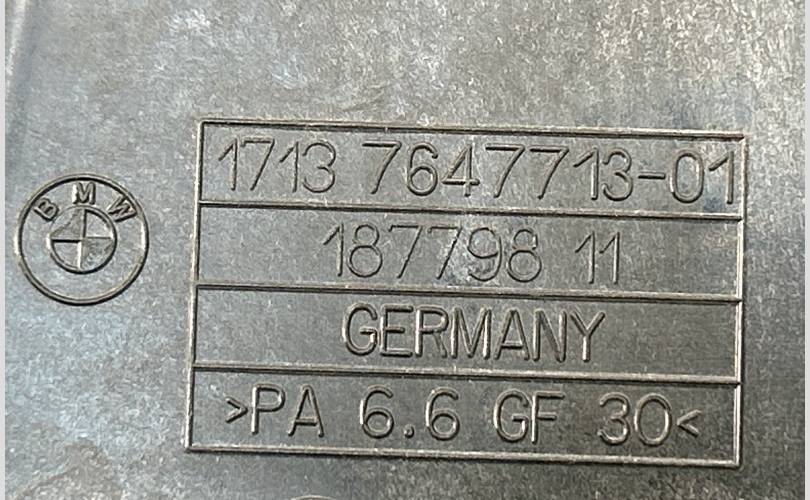 BMW
1713 7647713-01
187798 11
GERMANY
>PA 6.6 GF 30<